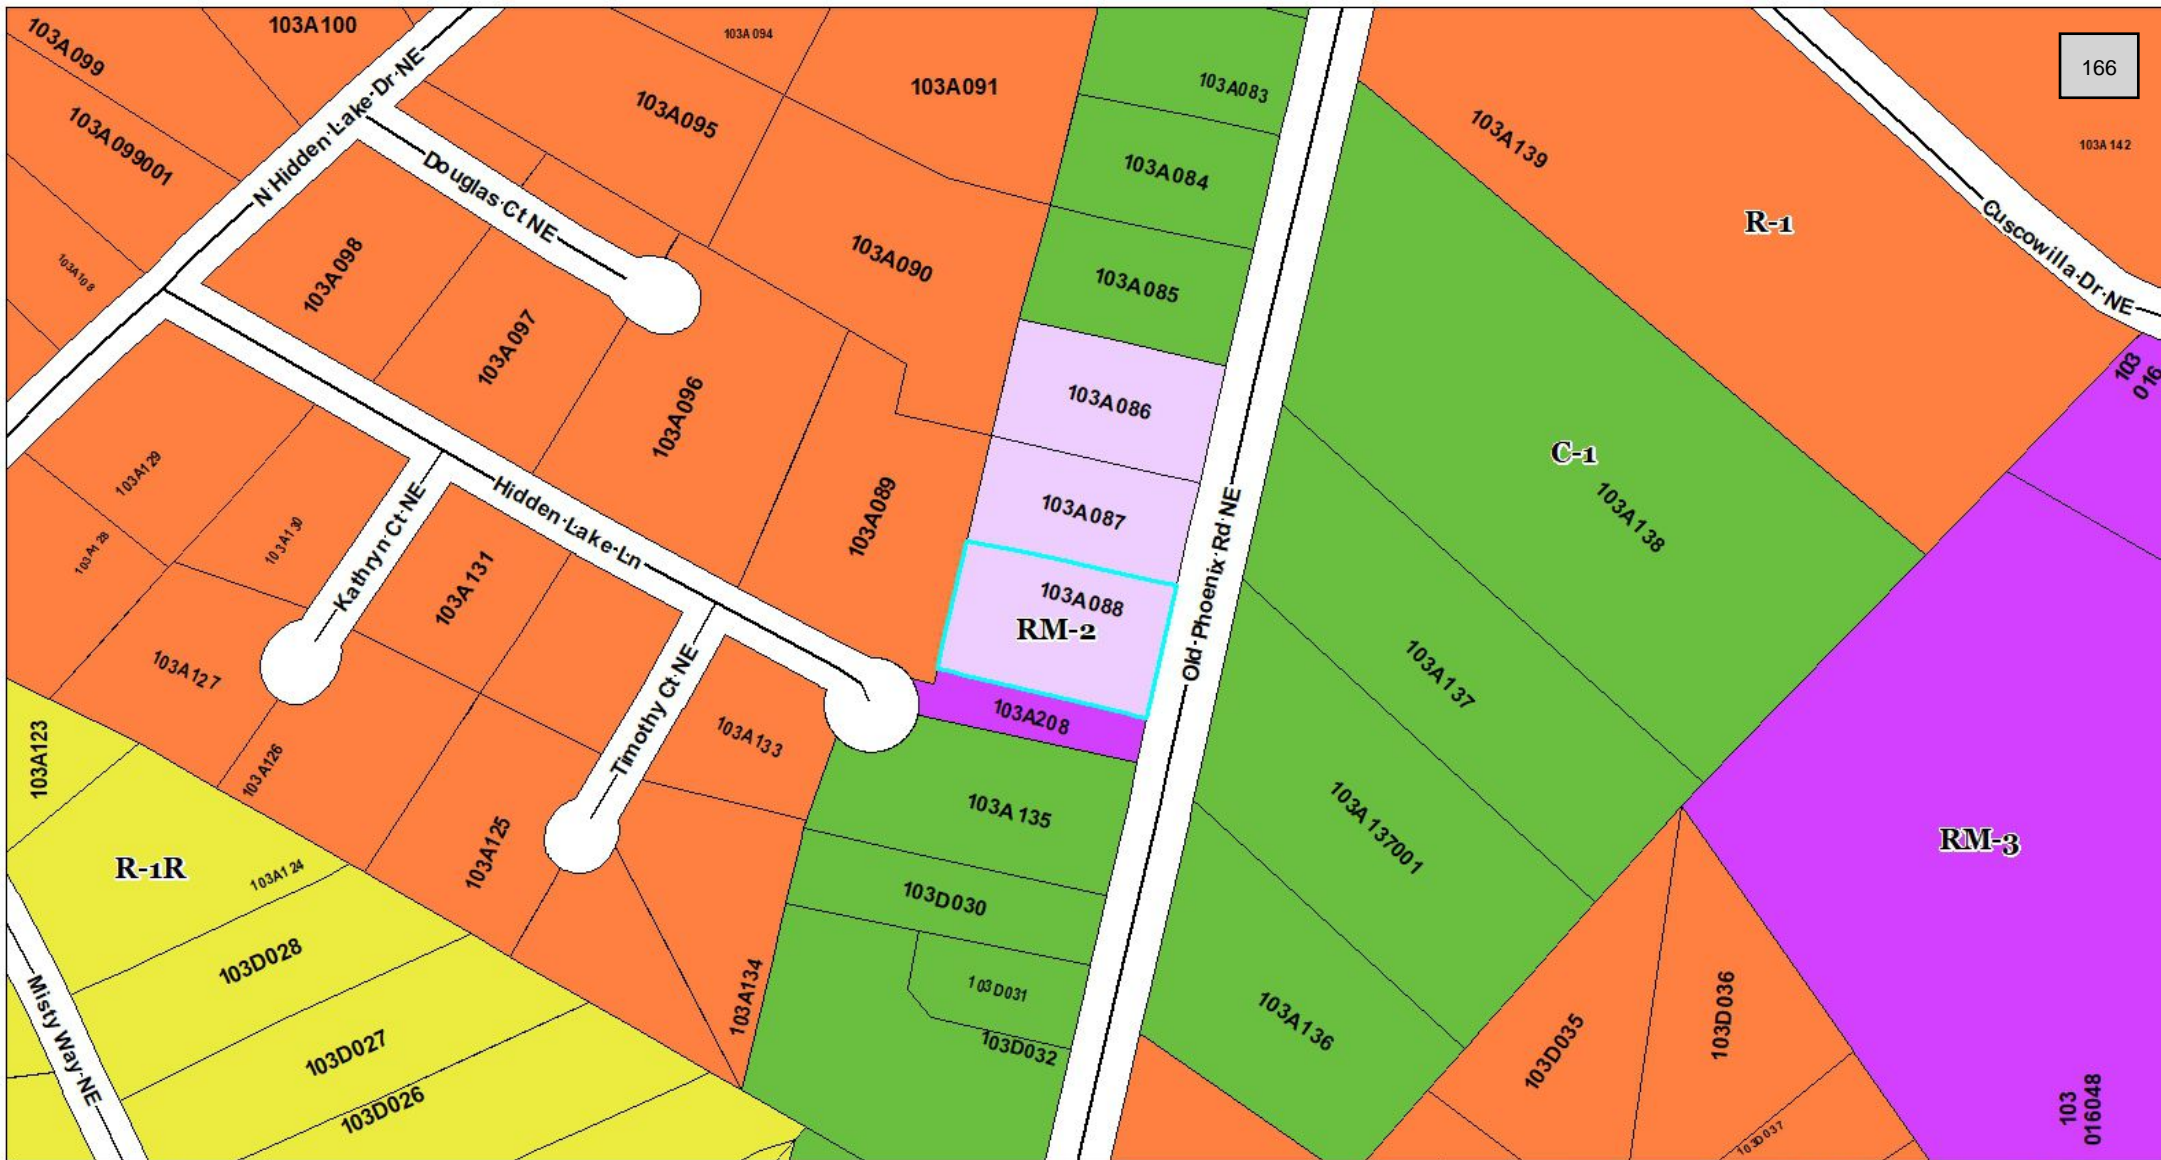 103A100
103A099
103A094
166
103A091
103A083
103A095
N Hidden Lake Dr NE
103A099001
103A139
103A142
Douglas Ct NE
103A084
R-1
Cuscowilla Dr NE
103A108
103A098
103A090
103A085
103A097
103A096
103A086
103
016
C-1
103A138
103A129
Hidden Lake Ln
103A089
103A087
Old Phoenix Rd NE
103A128
103A130
Kathryn Ct NE
103A131
103A088
RM-2
103A127
Timothy Ct NE
103A133
103A208
103A137
103A123
103A126
103A135
103A137001
RM-3
R-1R
103A124
103A125
103D030
103D028
103A134
103D031
103A136
103D032
103D035
103D036
Misty Way NE
103D027
103D026
103D037
103
016048